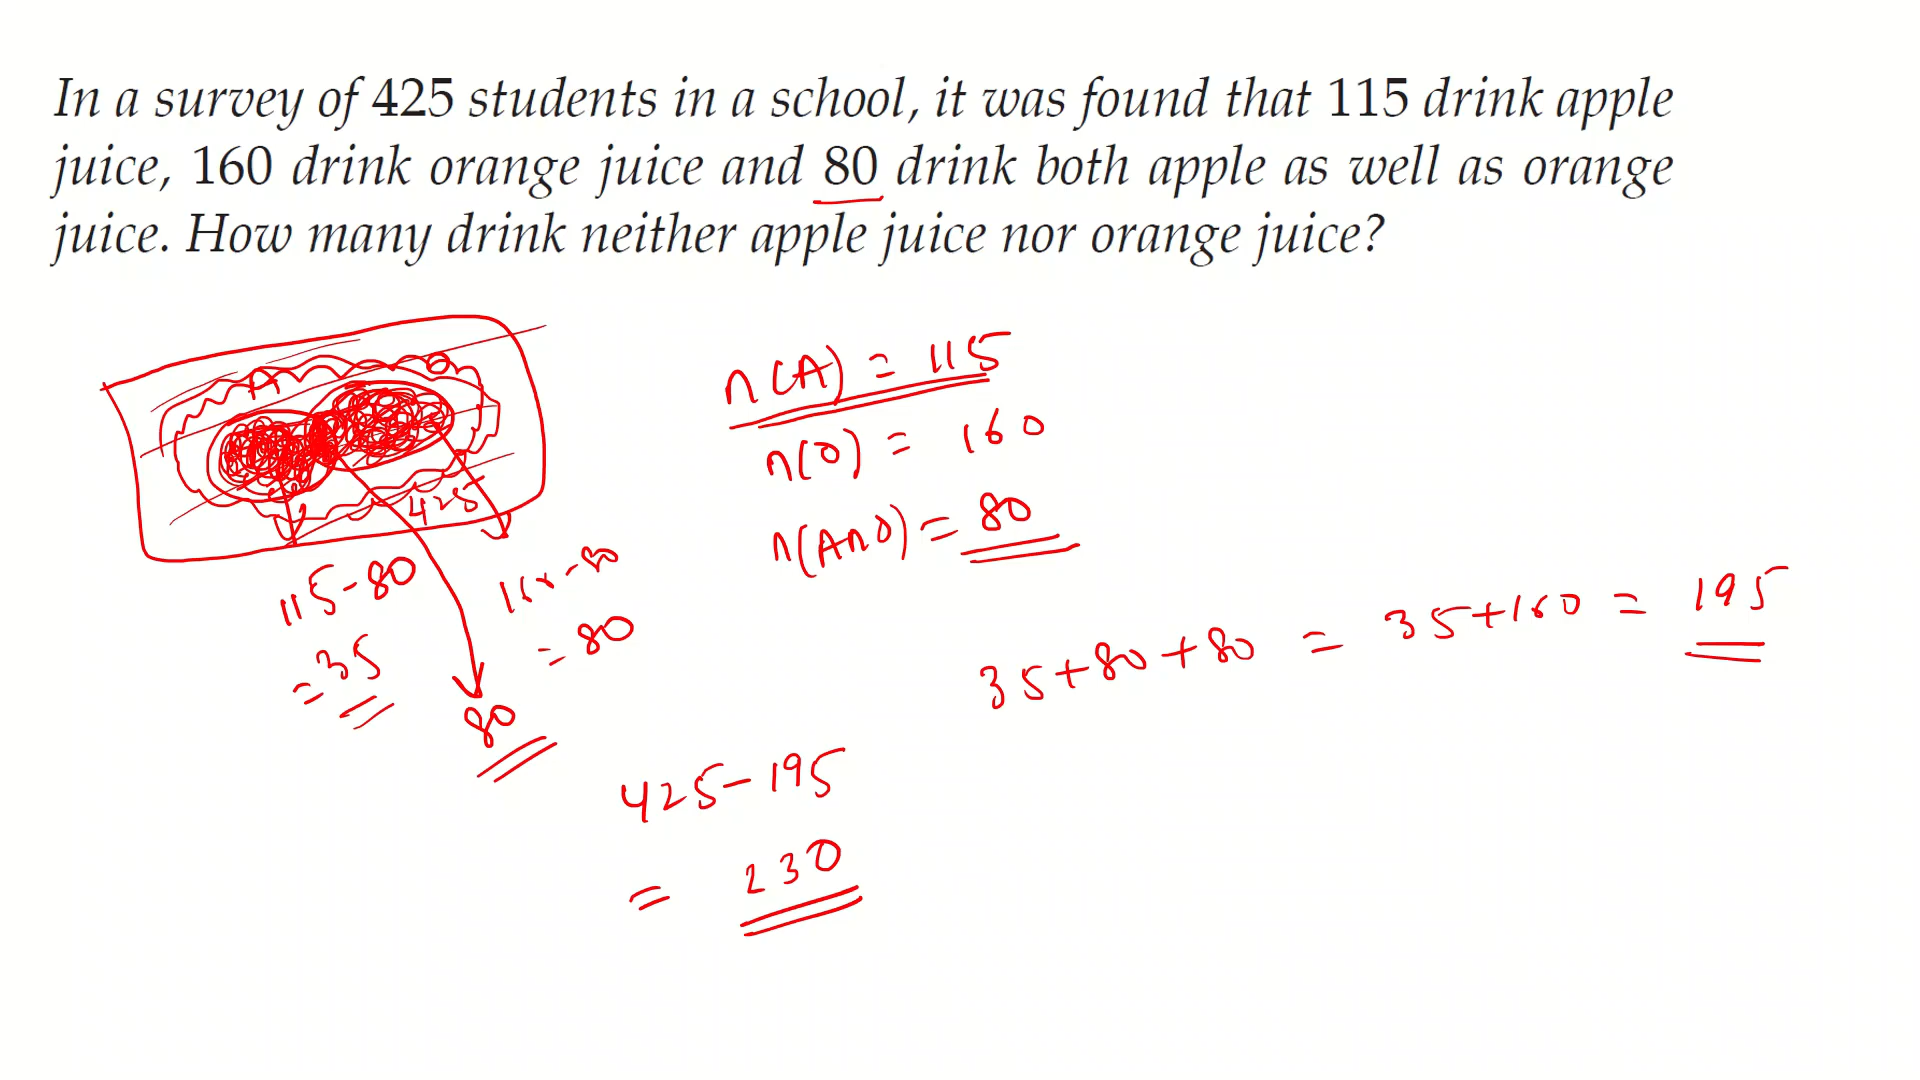 In a survey of 425 students in a school, it was found that 115 drink apple
juice, 160 drink orange juice and 80 drink both apple as well as orange
juice. How many drink neither apple juice nor orange juice?
A O
425
n(A) = 115
n(O) = 160
n(A∩O) = 80
115-80
= 35
160-80
= 80
80
35+80+80 = 35+160 = 195
425-195
= 230